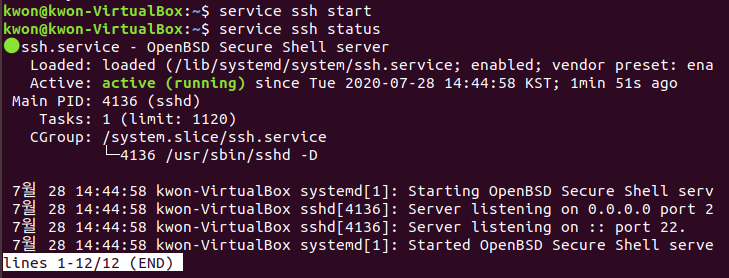 kwon@kwon-VirtualBox:~$ service ssh start
kwon@kwon-VirtualBox:~$ service ssh status
●ssh.service - OpenBSD Secure Shell server
   Loaded: loaded (/lib/systemd/system/ssh.service; enabled; vendor preset: ena
   Active: active (running) since Tue 2020-07-28 14:44:58 KST; 1min 51s ago
 Main PID: 4136 (sshd)
    Tasks: 1 (limit: 1120)
   CGroup: /system.slice/ssh.service
           └─4136 /usr/sbin/sshd -D
 7월 28 14:44:58 kwon-VirtualBox systemd[1]: Starting OpenBSD Secure Shell serv
 7월 28 14:44:58 kwon-VirtualBox sshd[4136]: Server listening on 0.0.0.0 port 2
 7월 28 14:44:58 kwon-VirtualBox sshd[4136]: Server listening on :: port 22.
 7월 28 14:44:58 kwon-VirtualBox systemd[1]: Started OpenBSD Secure Shell serve
lines 1-12/12 (END)